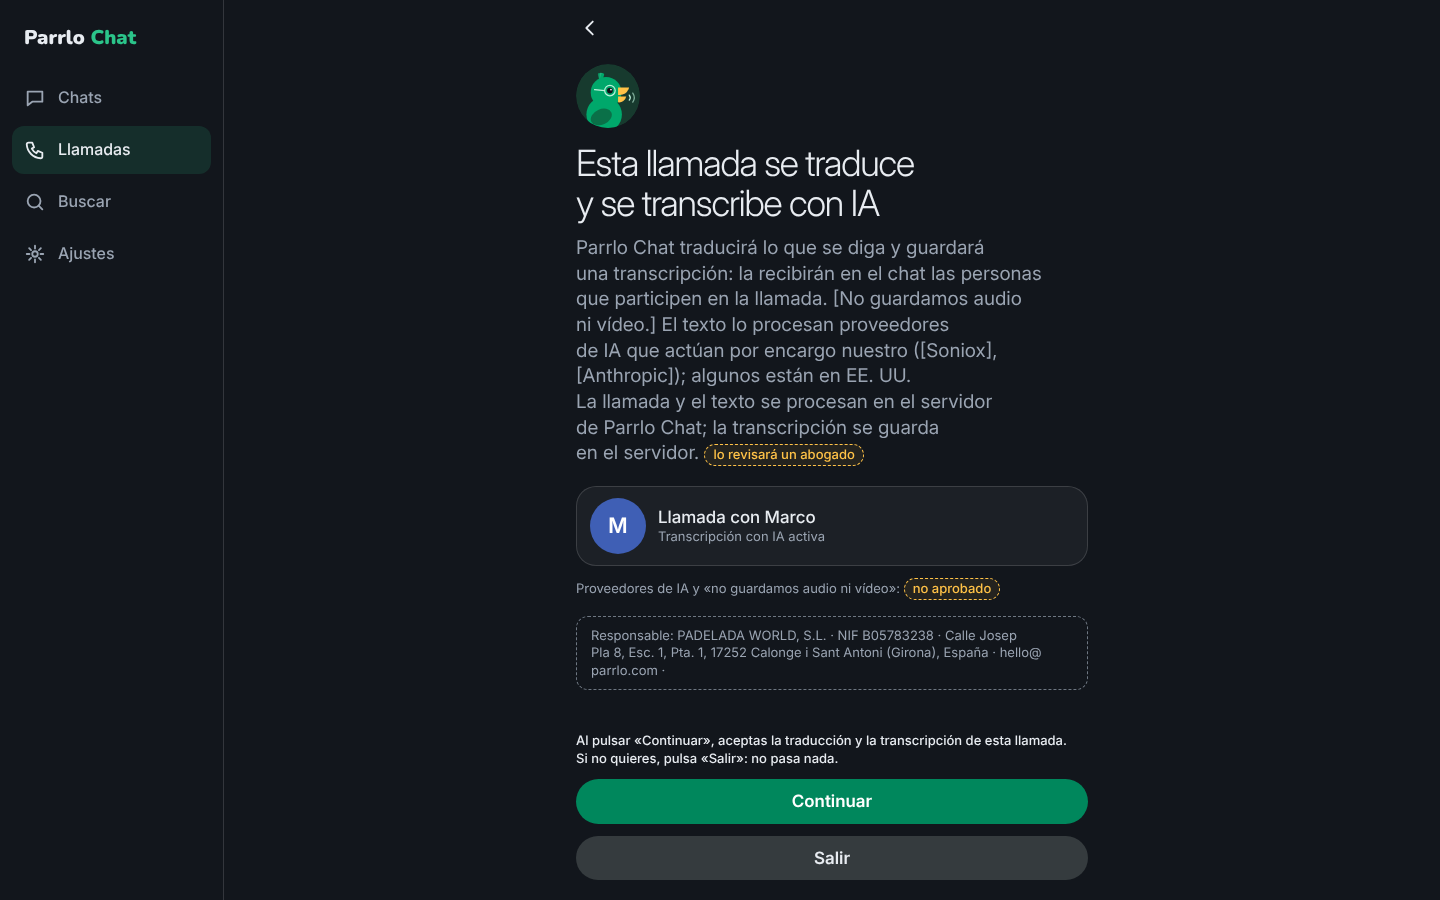 Parrlo Chat
Chats
Llamadas
Buscar
Ajustes
Esta llamada se traduce
y se transcribe con IA
Parrlo Chat traducirá lo que se diga y guardará
una transcripción: la recibirán en el chat las personas
que participen en la llamada. [No guardamos audio
ni vídeo.] El texto lo procesan proveedores
de IA que actúan por encargo nuestro ([Soniox],
[Anthropic]); algunos están en EE. UU.
La llamada y el texto se procesan en el servidor
de Parrlo Chat; la transcripción se guarda
en el servidor. lo revisará un abogado
M
Llamada con Marco
Transcripción con IA activa
Proveedores de IA y «no guardamos audio ni vídeo»: no aprobado
Responsable: PADELADA WORLD, S.L. · NIF B05783238 · Calle Josep
Pla 8, Esc. 1, Pta. 1, 17252 Calonge i Sant Antoni (Girona), España · hello@
parrlo.com ·
Al pulsar «Continuar», aceptas la traducción y la transcripción de esta llamada.
Si no quieres, pulsa «Salir»: no pasa nada.
Continuar
Salir